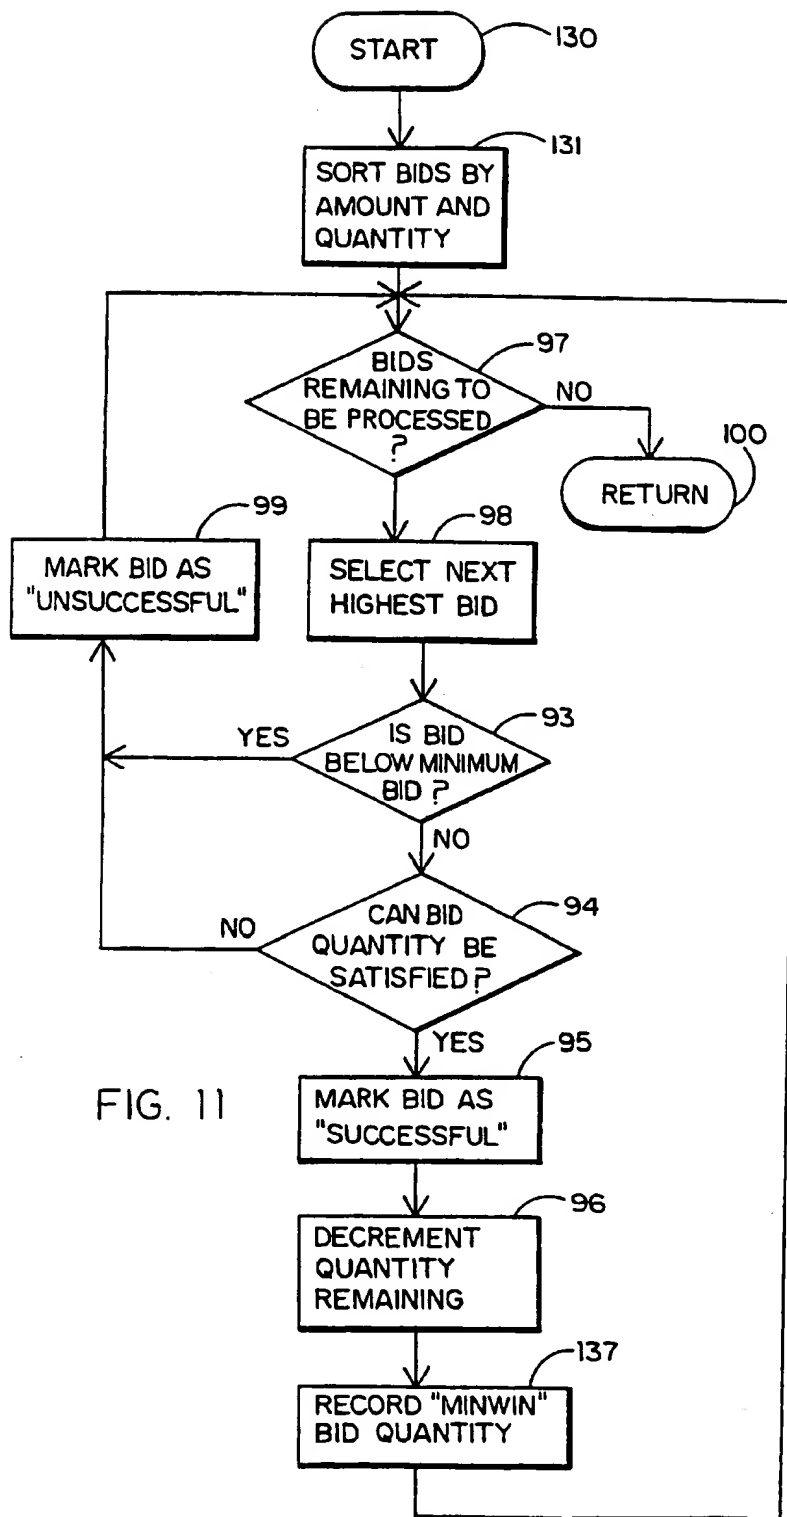 START
130
131
SORT BIDS BY
AMOUNT AND
QUANTITY
97
BIDS
REMAINING TO
BE PROCESSED
?
NO
100
RETURN
99
MARK BID AS
"UNSUCCESSFUL"
98
SELECT NEXT
HIGHEST BID
93
YES
IS BID
BELOW MINIMUM
BID?
NO
94
NO
CAN BID
QUANTITY BE
SATISFIED?
YES
95
FIG. 11
MARK BID AS
"SUCCESSFUL"
96
DECREMENT
QUANTITY
REMAINING
137
RECORD "MINWIN"
BID QUANTITY